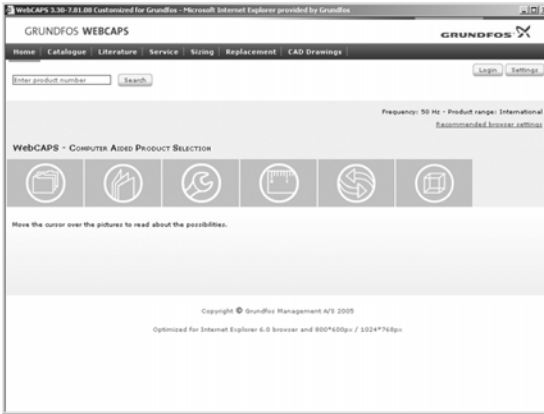 WebCAPS 3.30-7.81.08 Customized for Grundfos - Microsoft Internet Explorer provided by Grundfos
GRUNDFOS WEBCAPS
GRUNDFOS
Home | Catalogue | Literature | Service | Sizing | Replacement | CAD Drawings
Login Settings
Enter product number Search
Frequency: 50 Hz - Product range: International
Recommended browser settings
WebCAPS - Computer Aided Product Selection
Move the cursor over the pictures to read about the possibilities.
Copyright © Grundfos Management A/S 2005
Optimized for Internet Explorer 6.0 browser and 800*600px / 1024*768px